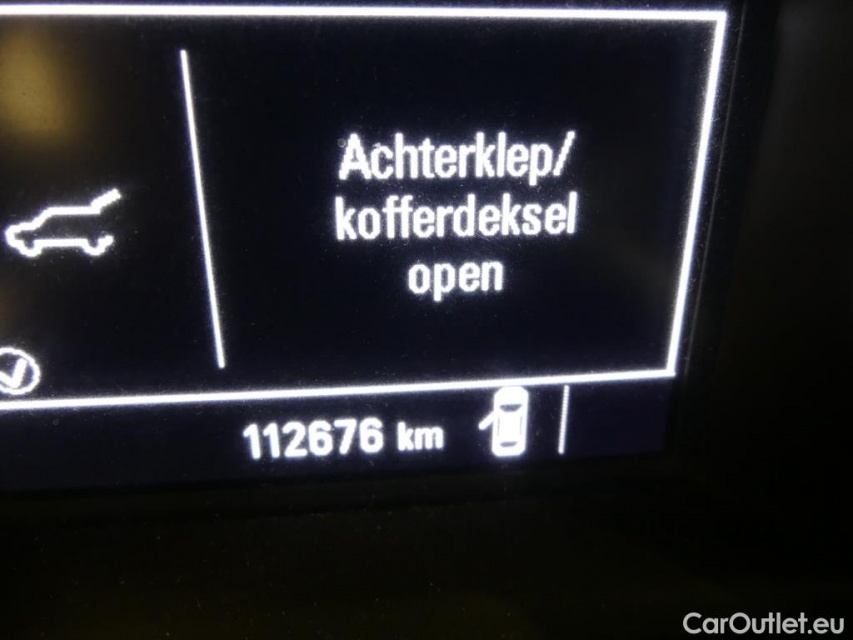 Achterklep/
kofferdeksel
open
112676 km
CarOutlet.eu